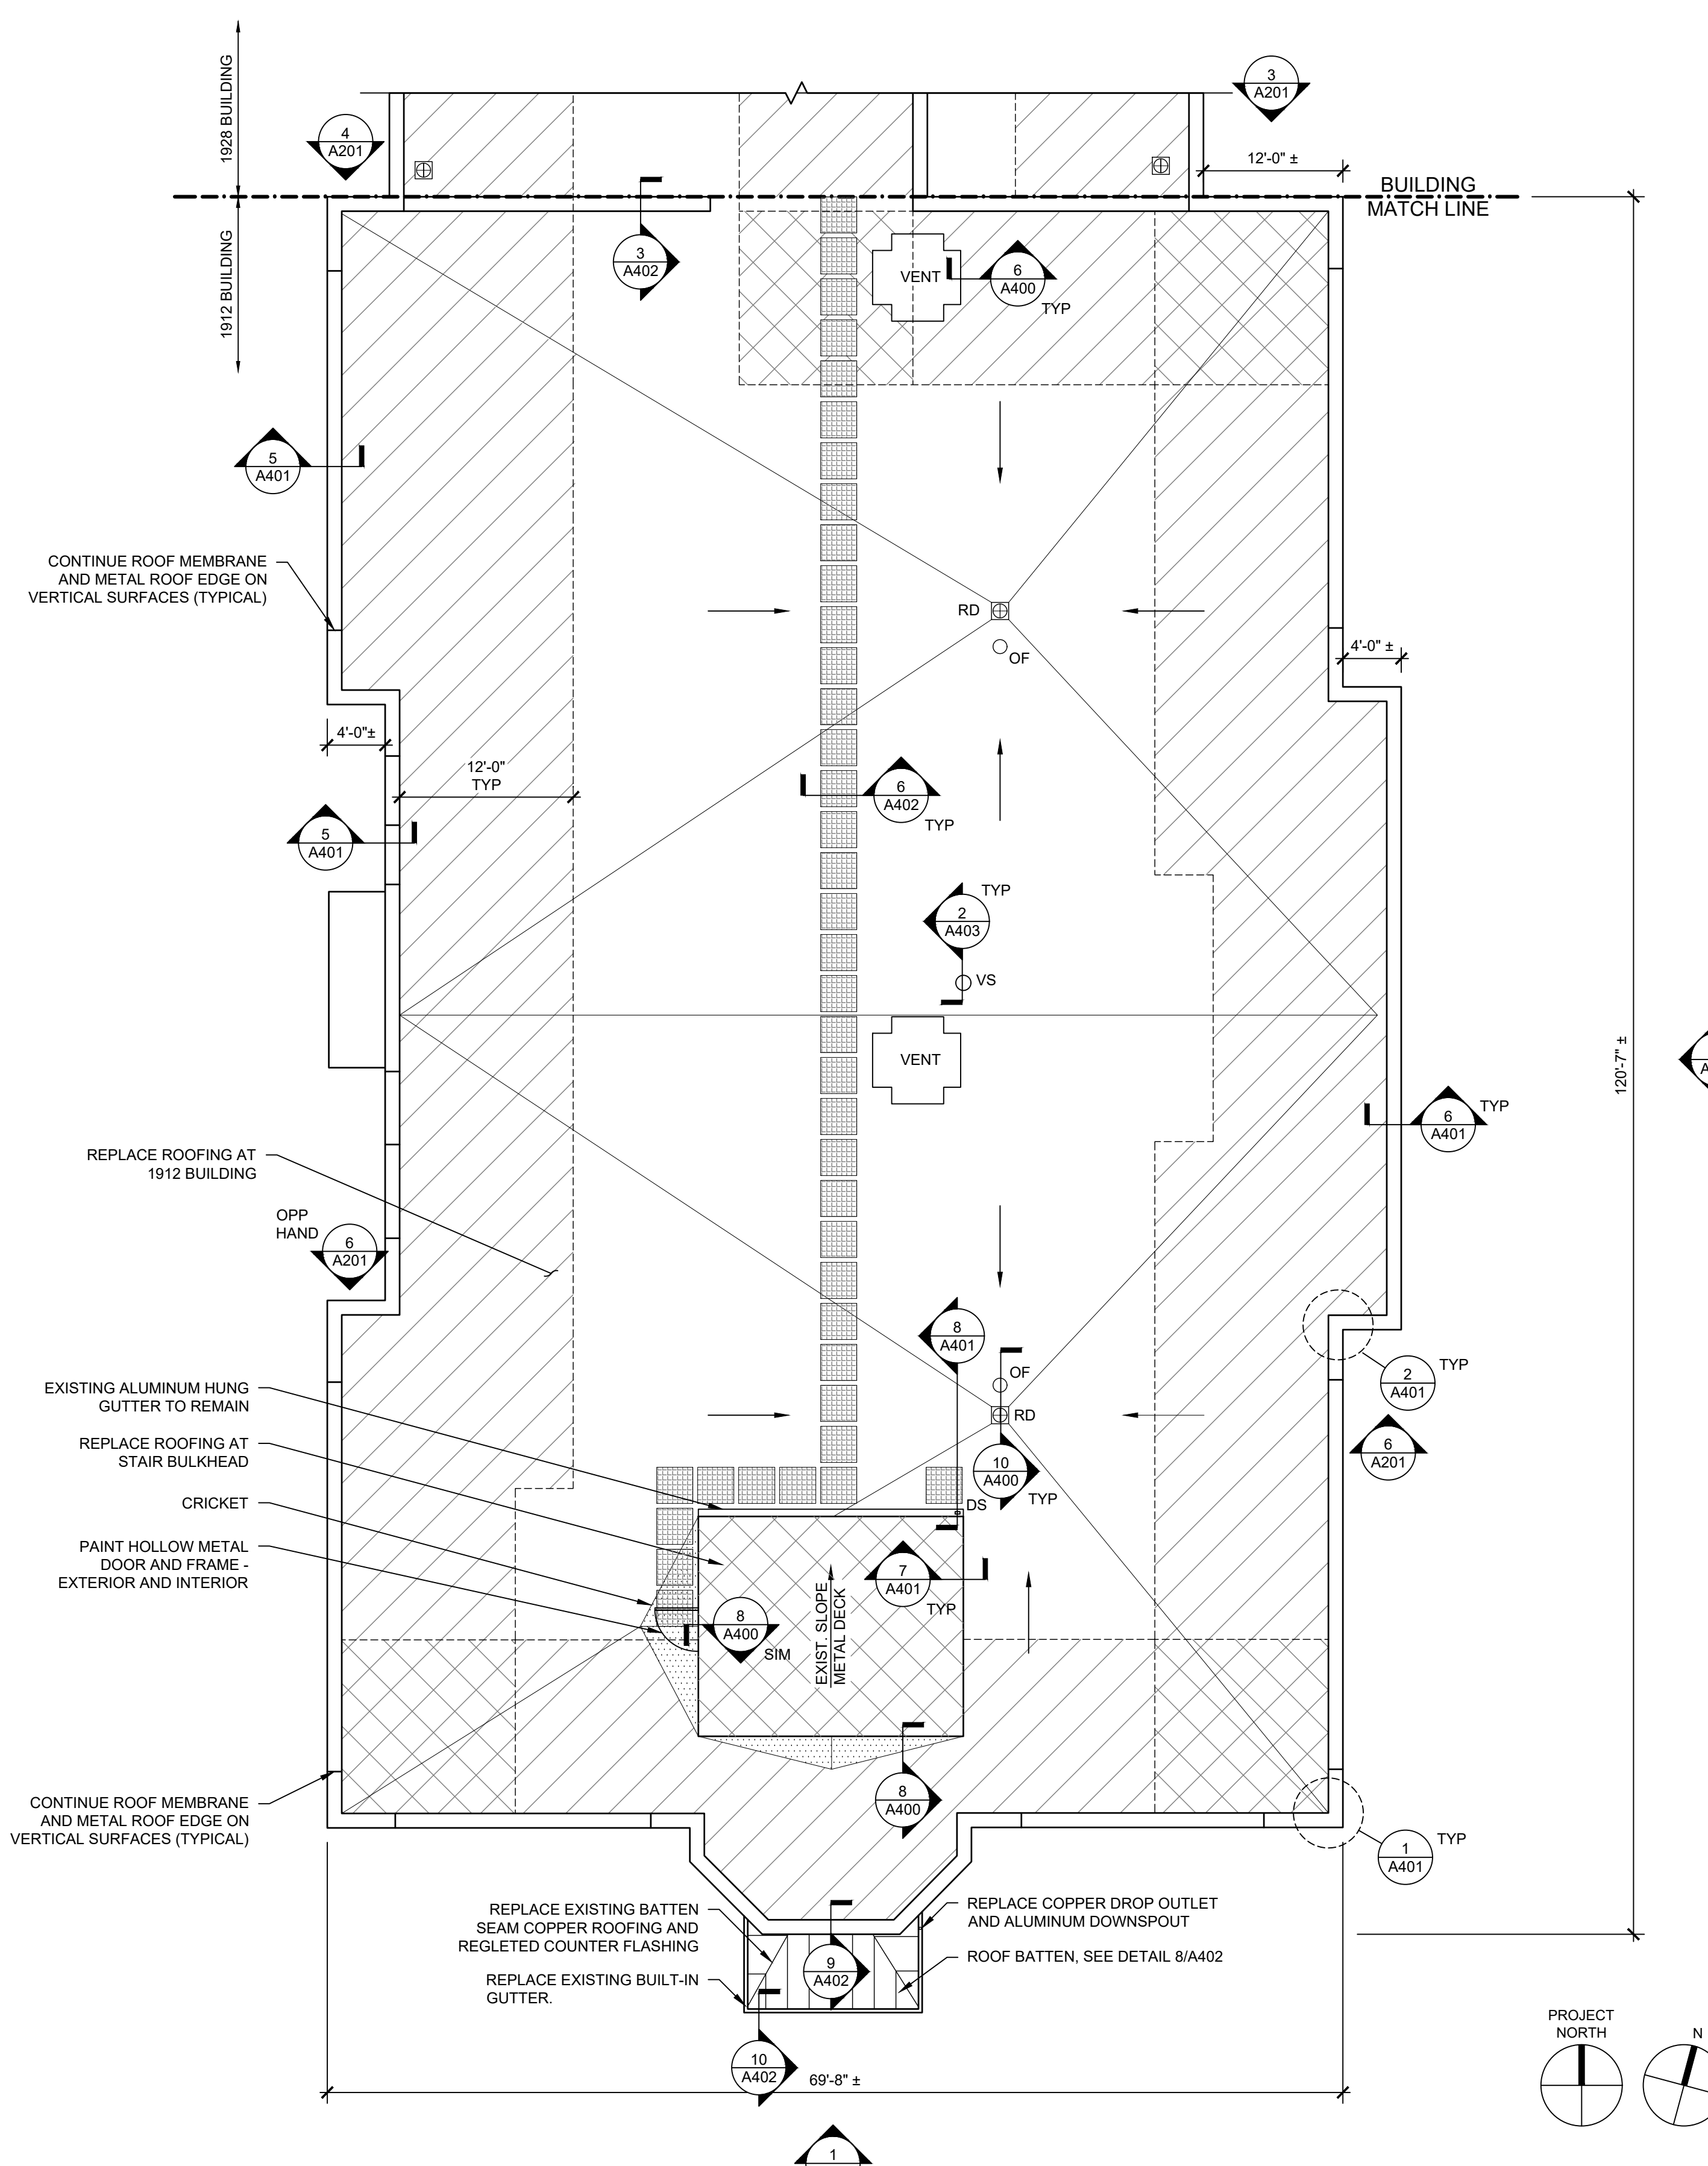 1928 BUILDING
1912 BUILDING
4
A201
3
A201
12'-0" ±
BUILDING
MATCH LINE
3
A402
VENT
6
A400
TYP
5
A401
CONTINUE ROOF MEMBRANE
AND METAL ROOF EDGE ON
VERTICAL SURFACES (TYPICAL)
RD
OF
4'-0" ±
4'-0"±
12'-0"
TYP
6
A402
TYP
5
A401
TYP
2
A403
VS
VENT
120'-7" ±
A
6
A401
TYP
REPLACE ROOFING AT
1912 BUILDING
OPP
HAND
6
A201
8
A401
OF
RD
2
A401
TYP
6
A201
EXISTING ALUMINUM HUNG
GUTTER TO REMAIN
REPLACE ROOFING AT
STAIR BULKHEAD
CRICKET
PAINT HOLLOW METAL
DOOR AND FRAME -
EXTERIOR AND INTERIOR
10
A400
TYP
DS
7
A401
TYP
8
A400
SIM
EXIST. SLOPE
METAL DECK
8
A400
CONTINUE ROOF MEMBRANE
AND METAL ROOF EDGE ON
VERTICAL SURFACES (TYPICAL)
1
A401
TYP
REPLACE EXISTING BATTEN
SEAM COPPER ROOFING AND
REGLETED COUNTER FLASHING
REPLACE EXISTING BUILT-IN
GUTTER.
REPLACE COPPER DROP OUTLET
AND ALUMINUM DOWNSPOUT
ROOF BATTEN, SEE DETAIL 8/A402
9
A402
10
A402
69'-8" ±
PROJECT
NORTH
N
1